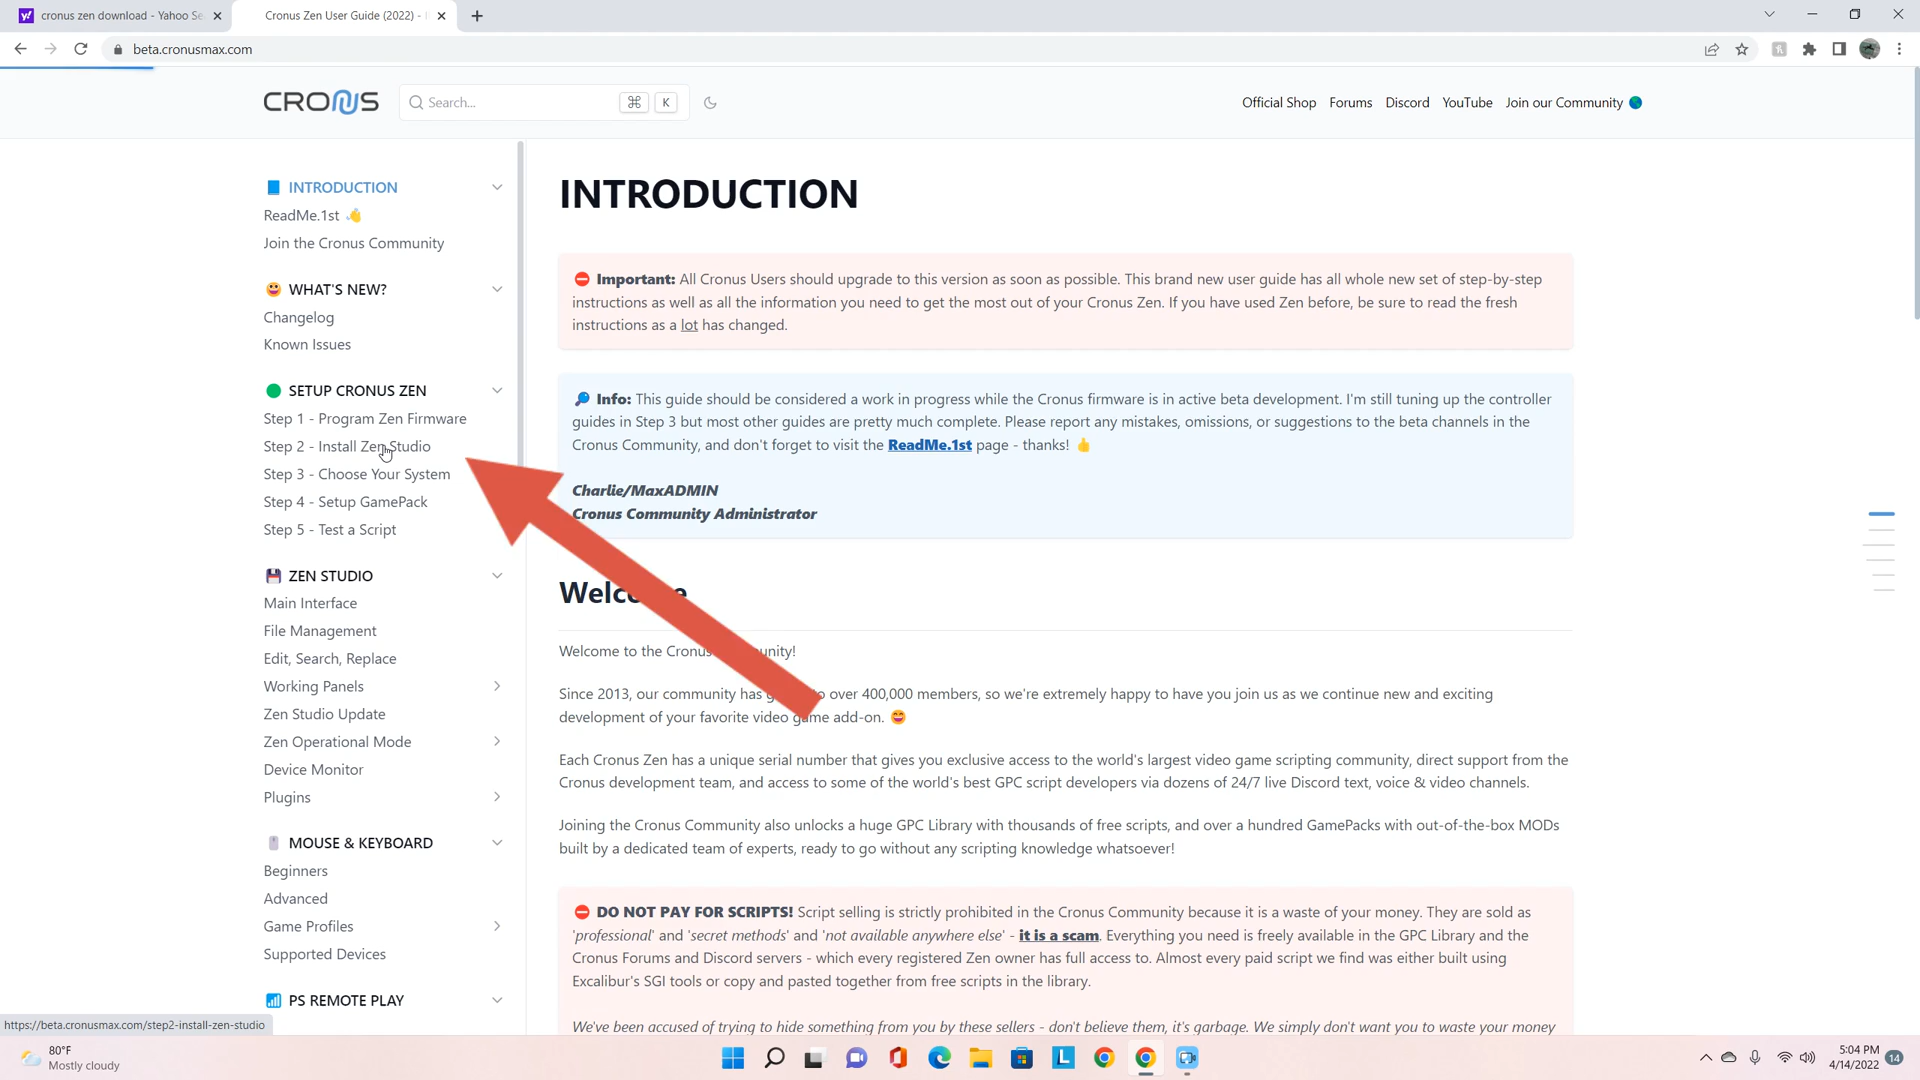 cronus zen download - Yahoo Se
Cronus Zen User Guide (2022) -
beta.cronusmax.com
CRONUS
Search...
⌘ K
Official Shop Forums Discord YouTube Join our Community
INTRODUCTION
ReadMe.1st
Join the Cronus Community
WHAT'S NEW?
Changelog
Known Issues
SETUP CRONUS ZEN
Step 1 - Program Zen Firmware
Step 2 - Install Zen Studio
Step 3 - Choose Your System
Step 4 - Setup GamePack
Step 5 - Test a Script
ZEN STUDIO
Main Interface
File Management
Edit, Search, Replace
Working Panels
Zen Studio Update
Zen Operational Mode
Device Monitor
Plugins
MOUSE & KEYBOARD
Beginners
Advanced
Game Profiles
Supported Devices
PS REMOTE PLAY
https://beta.cronusmax.com/step2-install-zen-studio
INTRODUCTION
Important: All Cronus Users should upgrade to this version as soon as possible. This brand new user guide has all whole new set of step-by-step
instructions as well as all the information you need to get the most out of your Cronus Zen. If you have used Zen before, be sure to read the fresh
instructions as a lot has changed.
Info: This guide should be considered a work in progress while the Cronus firmware is in active beta development. I'm still tuning up the controller
guides in Step 3 but most other guides are pretty much complete. Please report any mistakes, omissions, or suggestions to the beta channels in the
Cronus Community, and don't forget to visit the ReadMe.1st page - thanks!
Charlie/MaxADMIN
Cronus Community Administrator
Welcome
Welcome to the Cronus unity!
Since 2013, our community has g to over 400,000 members, so we're extremely happy to have you join us as we continue new and exciting
development of your favorite video game add-on.
Each Cronus Zen has a unique serial number that gives you exclusive access to the world's largest video game scripting community, direct support from the
Cronus development team, and access to some of the world's best GPC script developers via dozens of 24/7 live Discord text, voice & video channels.
Joining the Cronus Community also unlocks a huge GPC Library with thousands of free scripts, and over a hundred GamePacks with out-of-the-box MODs
built by a dedicated team of experts, ready to go without any scripting knowledge whatsoever!
DO NOT PAY FOR SCRIPTS! Script selling is strictly prohibited in the Cronus Community because it is a waste of your money. They are sold as
'professional' and 'secret methods' and 'not available anywhere else' - it is a scam. Everything you need is freely available in the GPC Library and the
Cronus Forums and Discord servers - which every registered Zen owner has full access to. Almost every paid script we find was either built using
Excalibur's SGI tools or copy and pasted together from free scripts in the library.
We've been accused of trying to hide something from you by these sellers - don't believe them, it's garbage. We simply don't want you to waste your money
80°F
Mostly cloudy
5:04 PM
4/14/2022
14